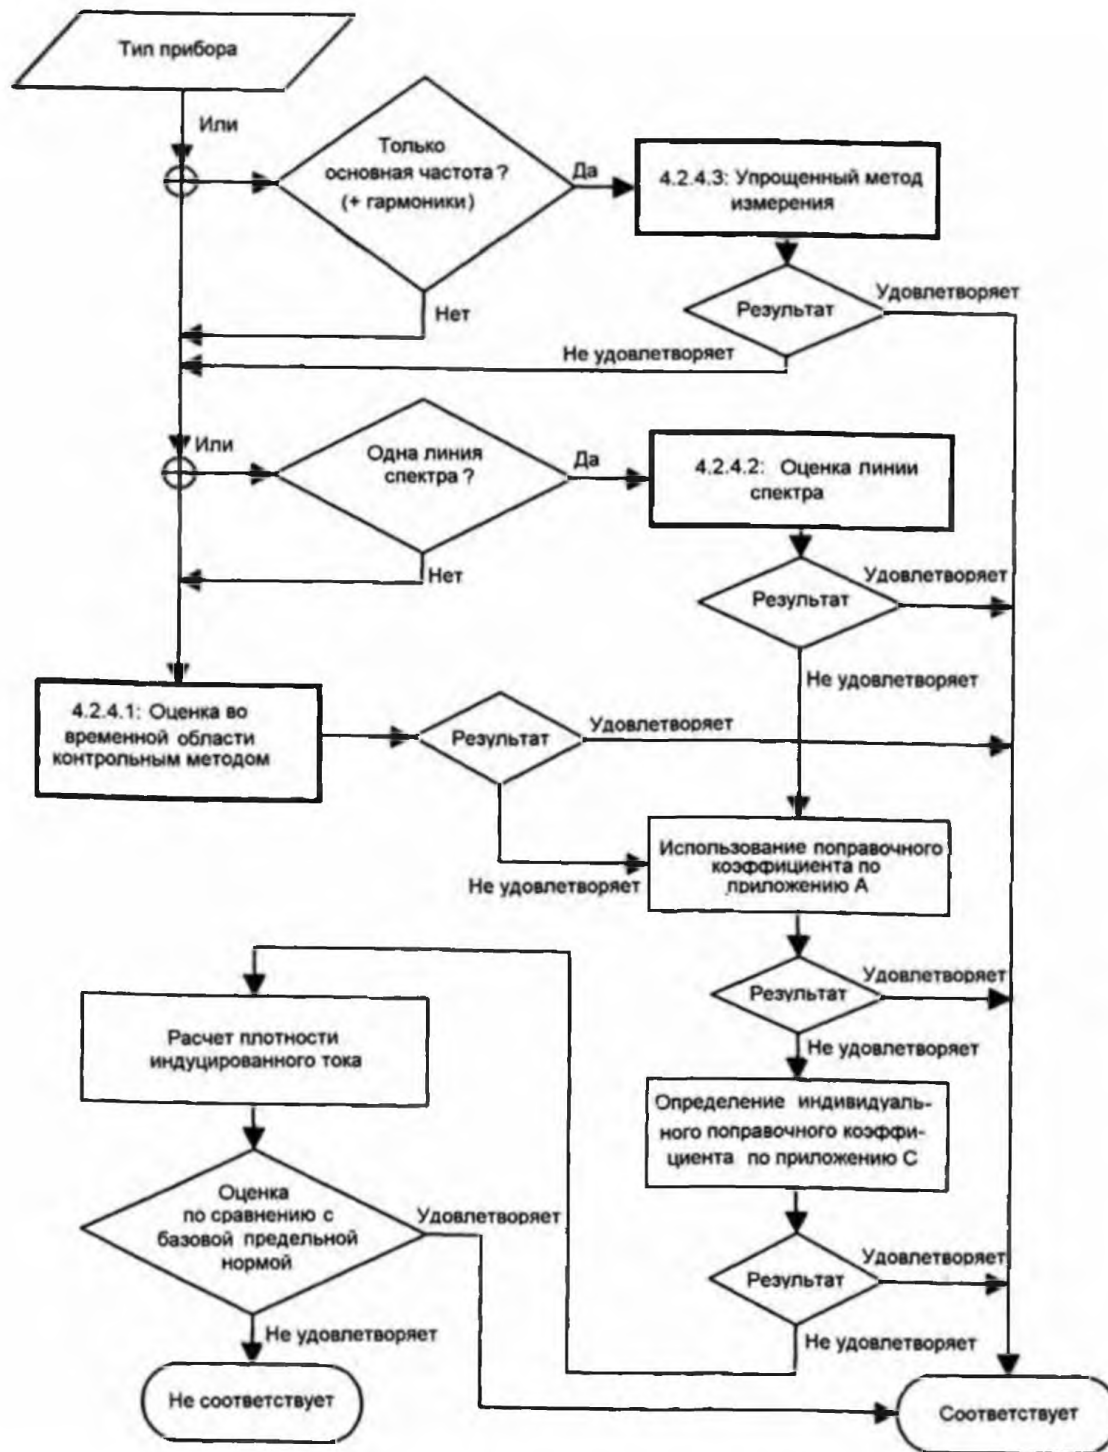 Тип прибора
Или
Только
основная частота ?
(+ гармоники)
Да
4.2.4.3: Упрощенный метод
измерения
Нет
Результат
Удовлетворяет
Не удовлетворяет
Или
Одна линия
спектра ?
Да
4.2.4.2: Оценка линии
спектра
Нет
Результат
Удовлетворяет
Не удовлетворяет
4.2.4.1: Оценка во
временной области
контрольным методом
Результат
Удовлетворяет
Не удовлетворяет
Использование поправочного
коэффициента по
приложению А
Результат
Удовлетворяет
Не удовлетворяет
Определение индивидуаль-
ного поправочного коэффи-
циента по приложению С
Результат
Удовлетворяет
Не удовлетворяет
Расчет плотности
индуцированного тока
Оценка
по сравнению с
базовой предельной
нормой
Удовлетворяет
Не удовлетворяет
Не соответствует
Соответствует